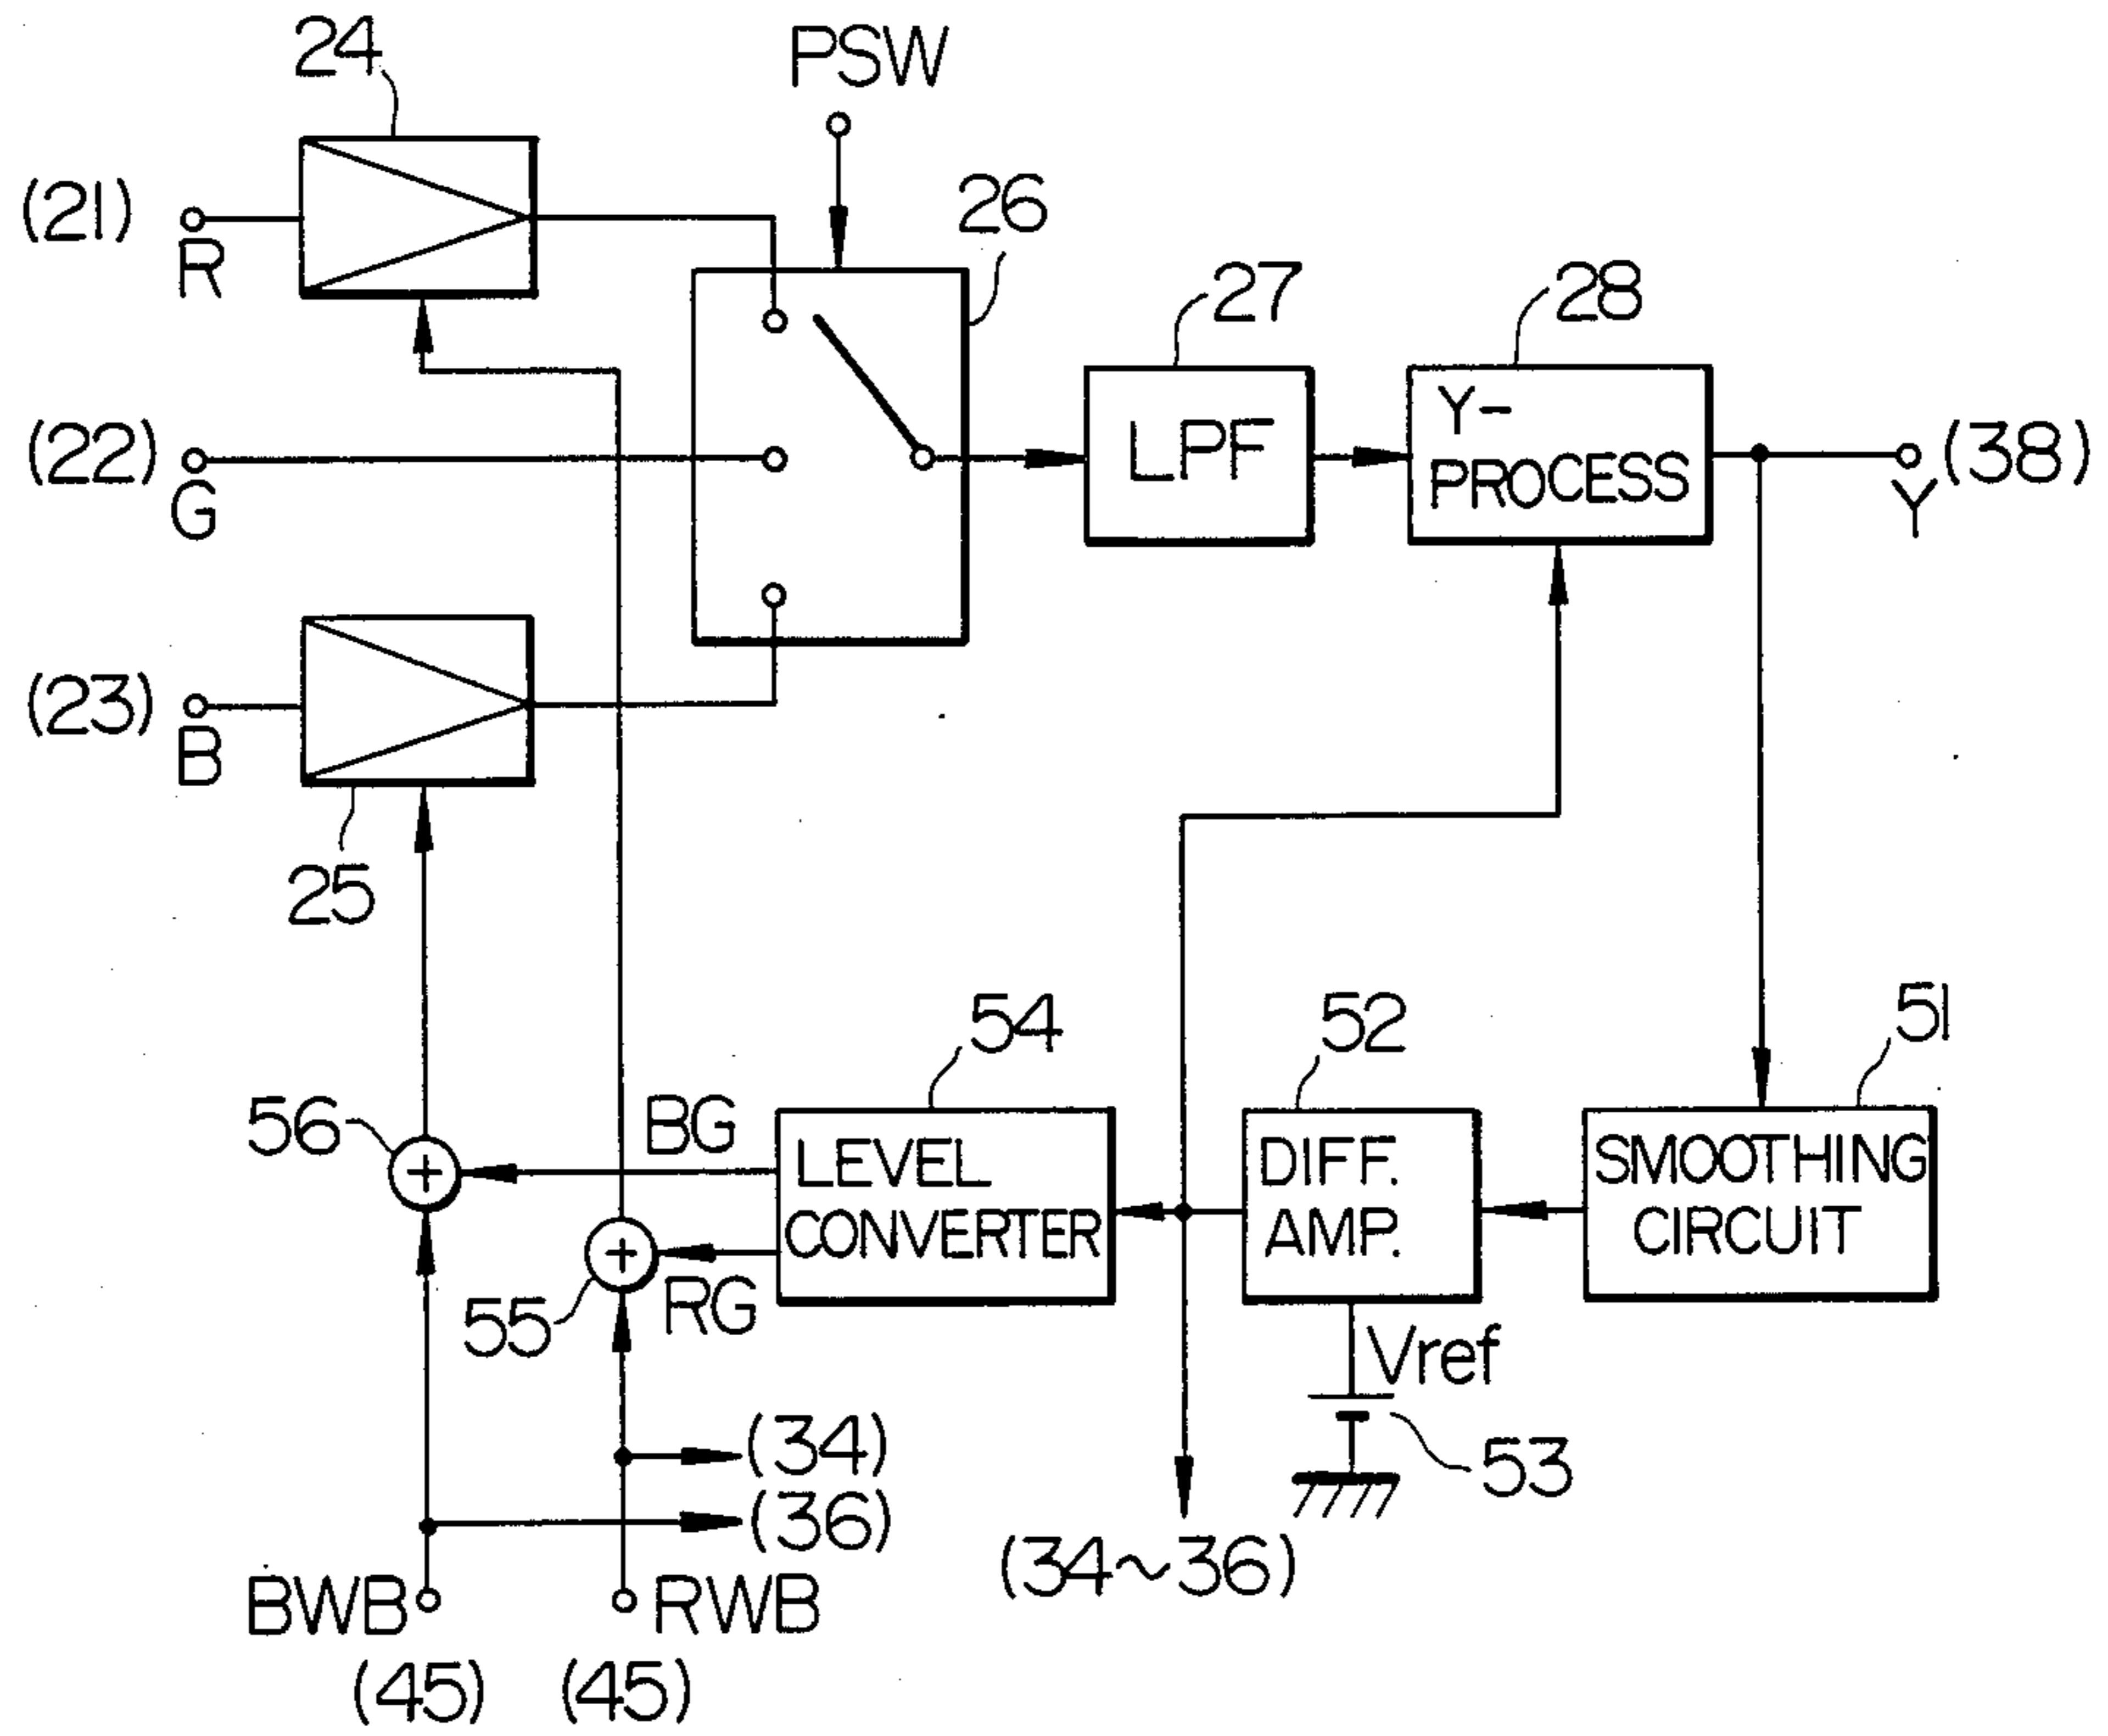 24
PSW
(21)
R
26
27
28
(22)
G
LPF
Y-
PROCESS
(38)
Y
(23)
B
25
54
52
51
56
BG
LEVEL
CONVERTER
DIFF.
AMP.
SMOOTHING
CIRCUIT
55
RG
Vref
(34)
53
(36)
(34~36)
BWB
RWB
(45)
(45)